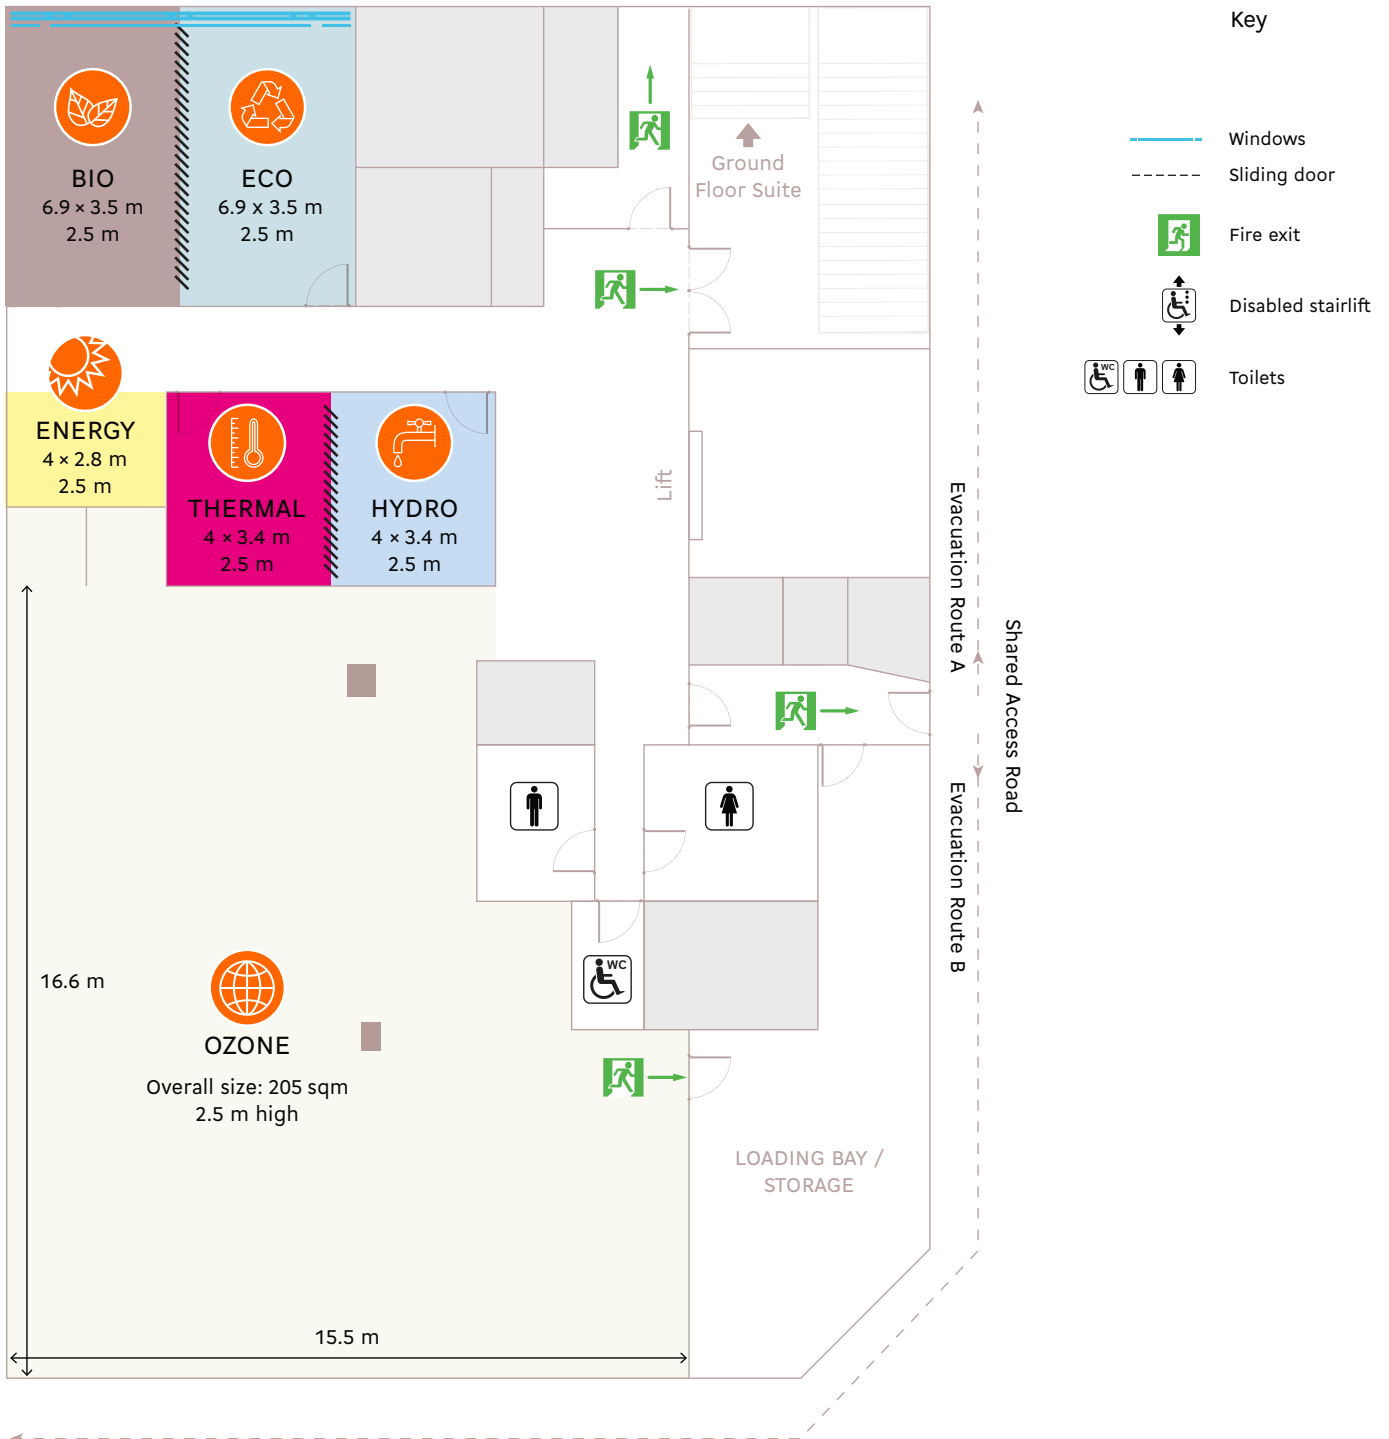 Key
Windows
Sliding door
Fire exit
Disabled stairlift
WC
Toilets
BIO
6.9 × 3.5 m
2.5 m
ECO
6.9 x 3.5 m
2.5 m
Ground
Floor Suite
ENERGY
4 × 2.8 m
2.5 m
THERMAL
4 × 3.4 m
2.5 m
HYDRO
4 × 3.4 m
2.5 m
Lift
Evacuation Route A
Shared Access Road
Evacuation Route B
WC
16.6 m
OZONE
Overall size: 205 sqm
2.5 m high
LOADING BAY /
STORAGE
15.5 m